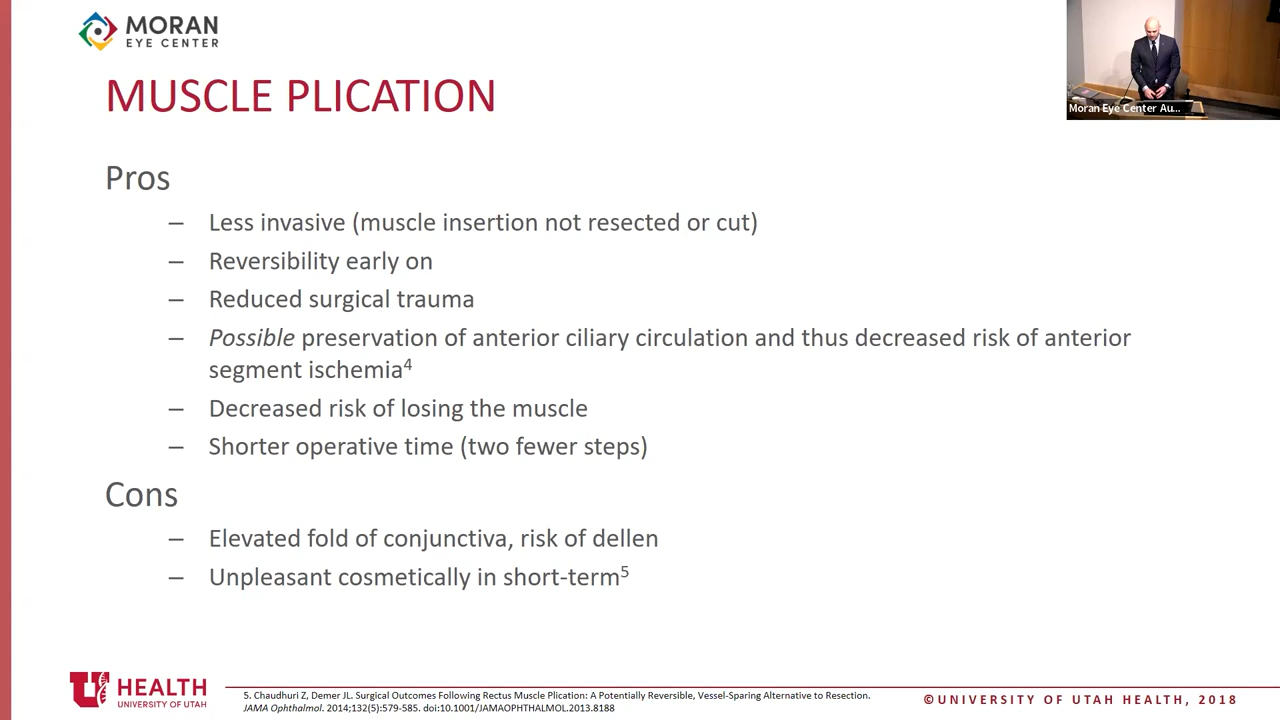 MORAN
EYE CENTER
Moran Eye Center Au...
MUSCLE PLICATION
Pros
– Less invasive (muscle insertion not resected or cut)
– Reversibility early on
– Reduced surgical trauma
– Possible preservation of anterior ciliary circulation and thus decreased risk of anterior
segment ischemia4
– Decreased risk of losing the muscle
– Shorter operative time (two fewer steps)
Cons
– Elevated fold of conjunctiva, risk of dellen
– Unpleasant cosmetically in short-term5
U HEALTH
UNIVERSITY OF UTAH
5. Chaudhuri Z, Demer JL. Surgical Outcomes Following Rectus Muscle Plication: A Potentially Reversible, Vessel-Sparing Alternative to Resection.
JAMA Ophthalmol. 2014;132(5):579-585. doi:10.1001/JAMAOPHTHALMOL.2013.8188
©UNIVERSITY OF UTAH HEALTH, 2018